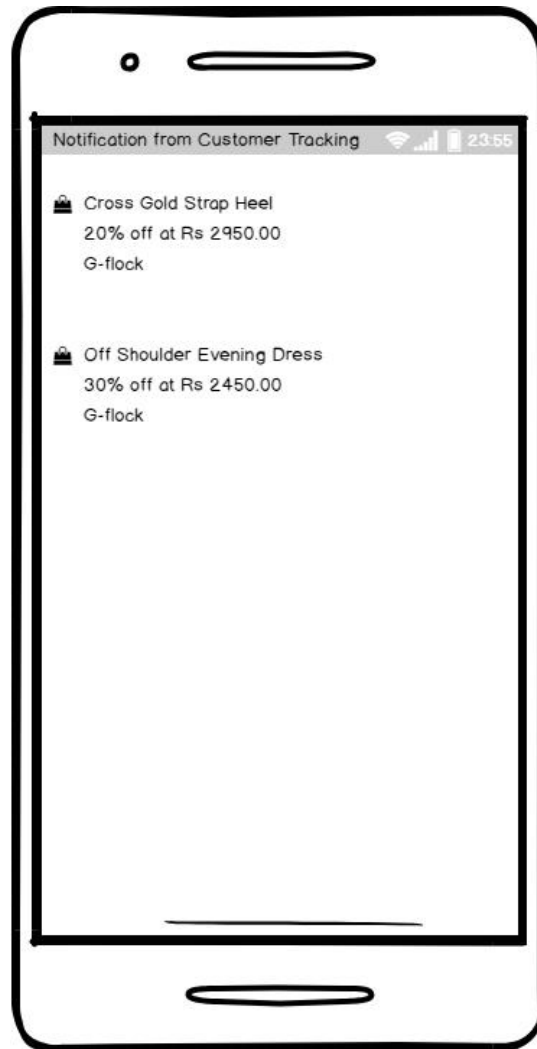 Notification from Customer Tracking 23:55
Cross Gold Strap Heel
20% off at Rs 2950.00
G-flock
Off Shoulder Evening Dress
30% off at Rs 2450.00
G-flock